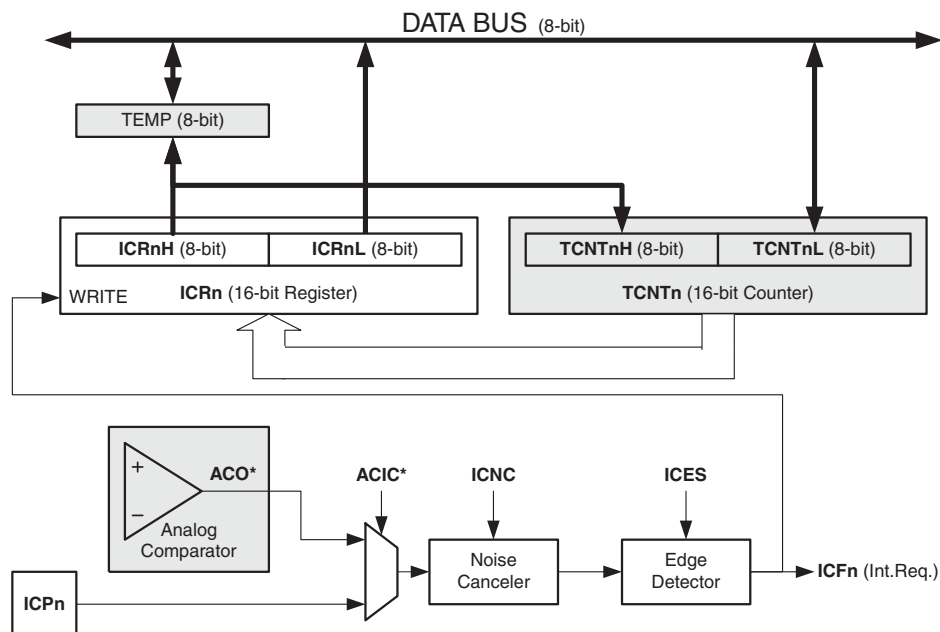 DATA BUS (8-bit)
TEMP (8-bit)
ICRnH (8-bit)
ICRnL (8-bit)
TCNTnH (8-bit)
TCNTnL (8-bit)
WRITE
ICRn (16-bit Register)
TCNTn (16-bit Counter)
+
−
ACO*
Analog
Comparator
ACIC*
ICNC
ICES
Noise
Canceler
Edge
Detector
ICFn (Int.Req.)
ICPn